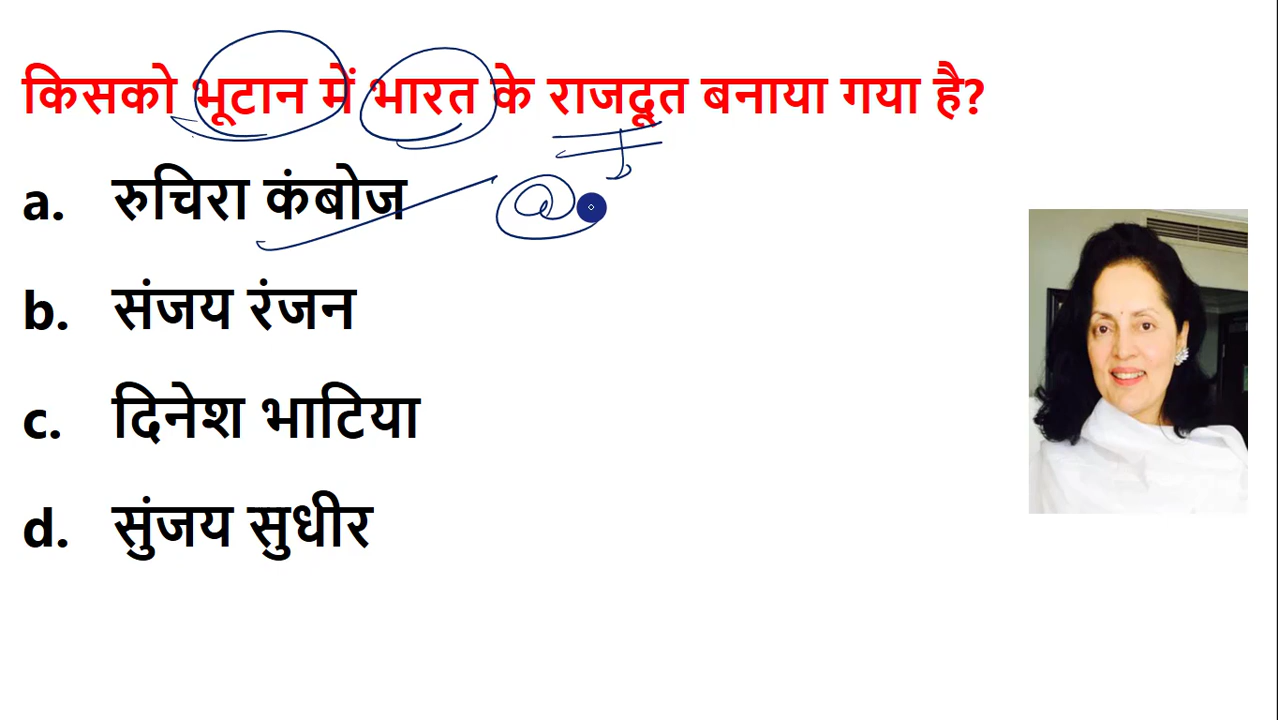 किसको भूटान में भारत के राजदूत बनाया गया है?
a. रुचिरा कंबोज
b. संजय रंजन
c. दिनेश भाटिया
d. सुंजय सुधीर